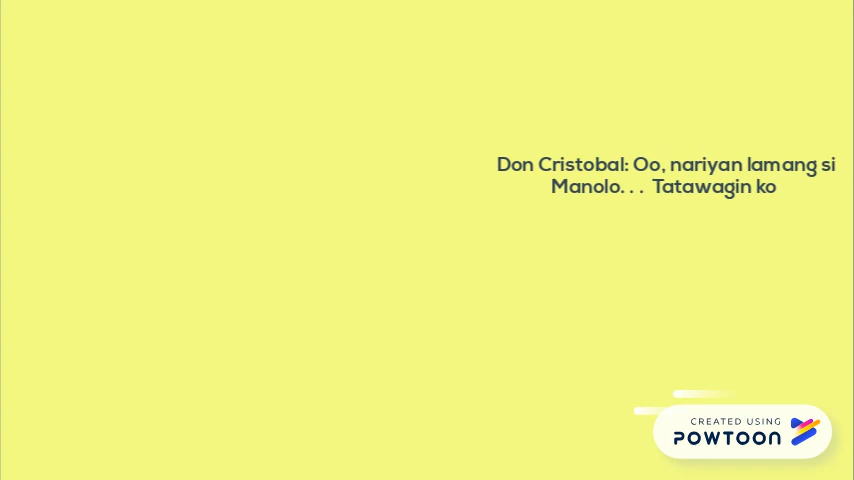 Don Cristobal: Oo, nariyan lamang si
Manolo. . . Tatawagin ko
CREATED USING
POWTOON